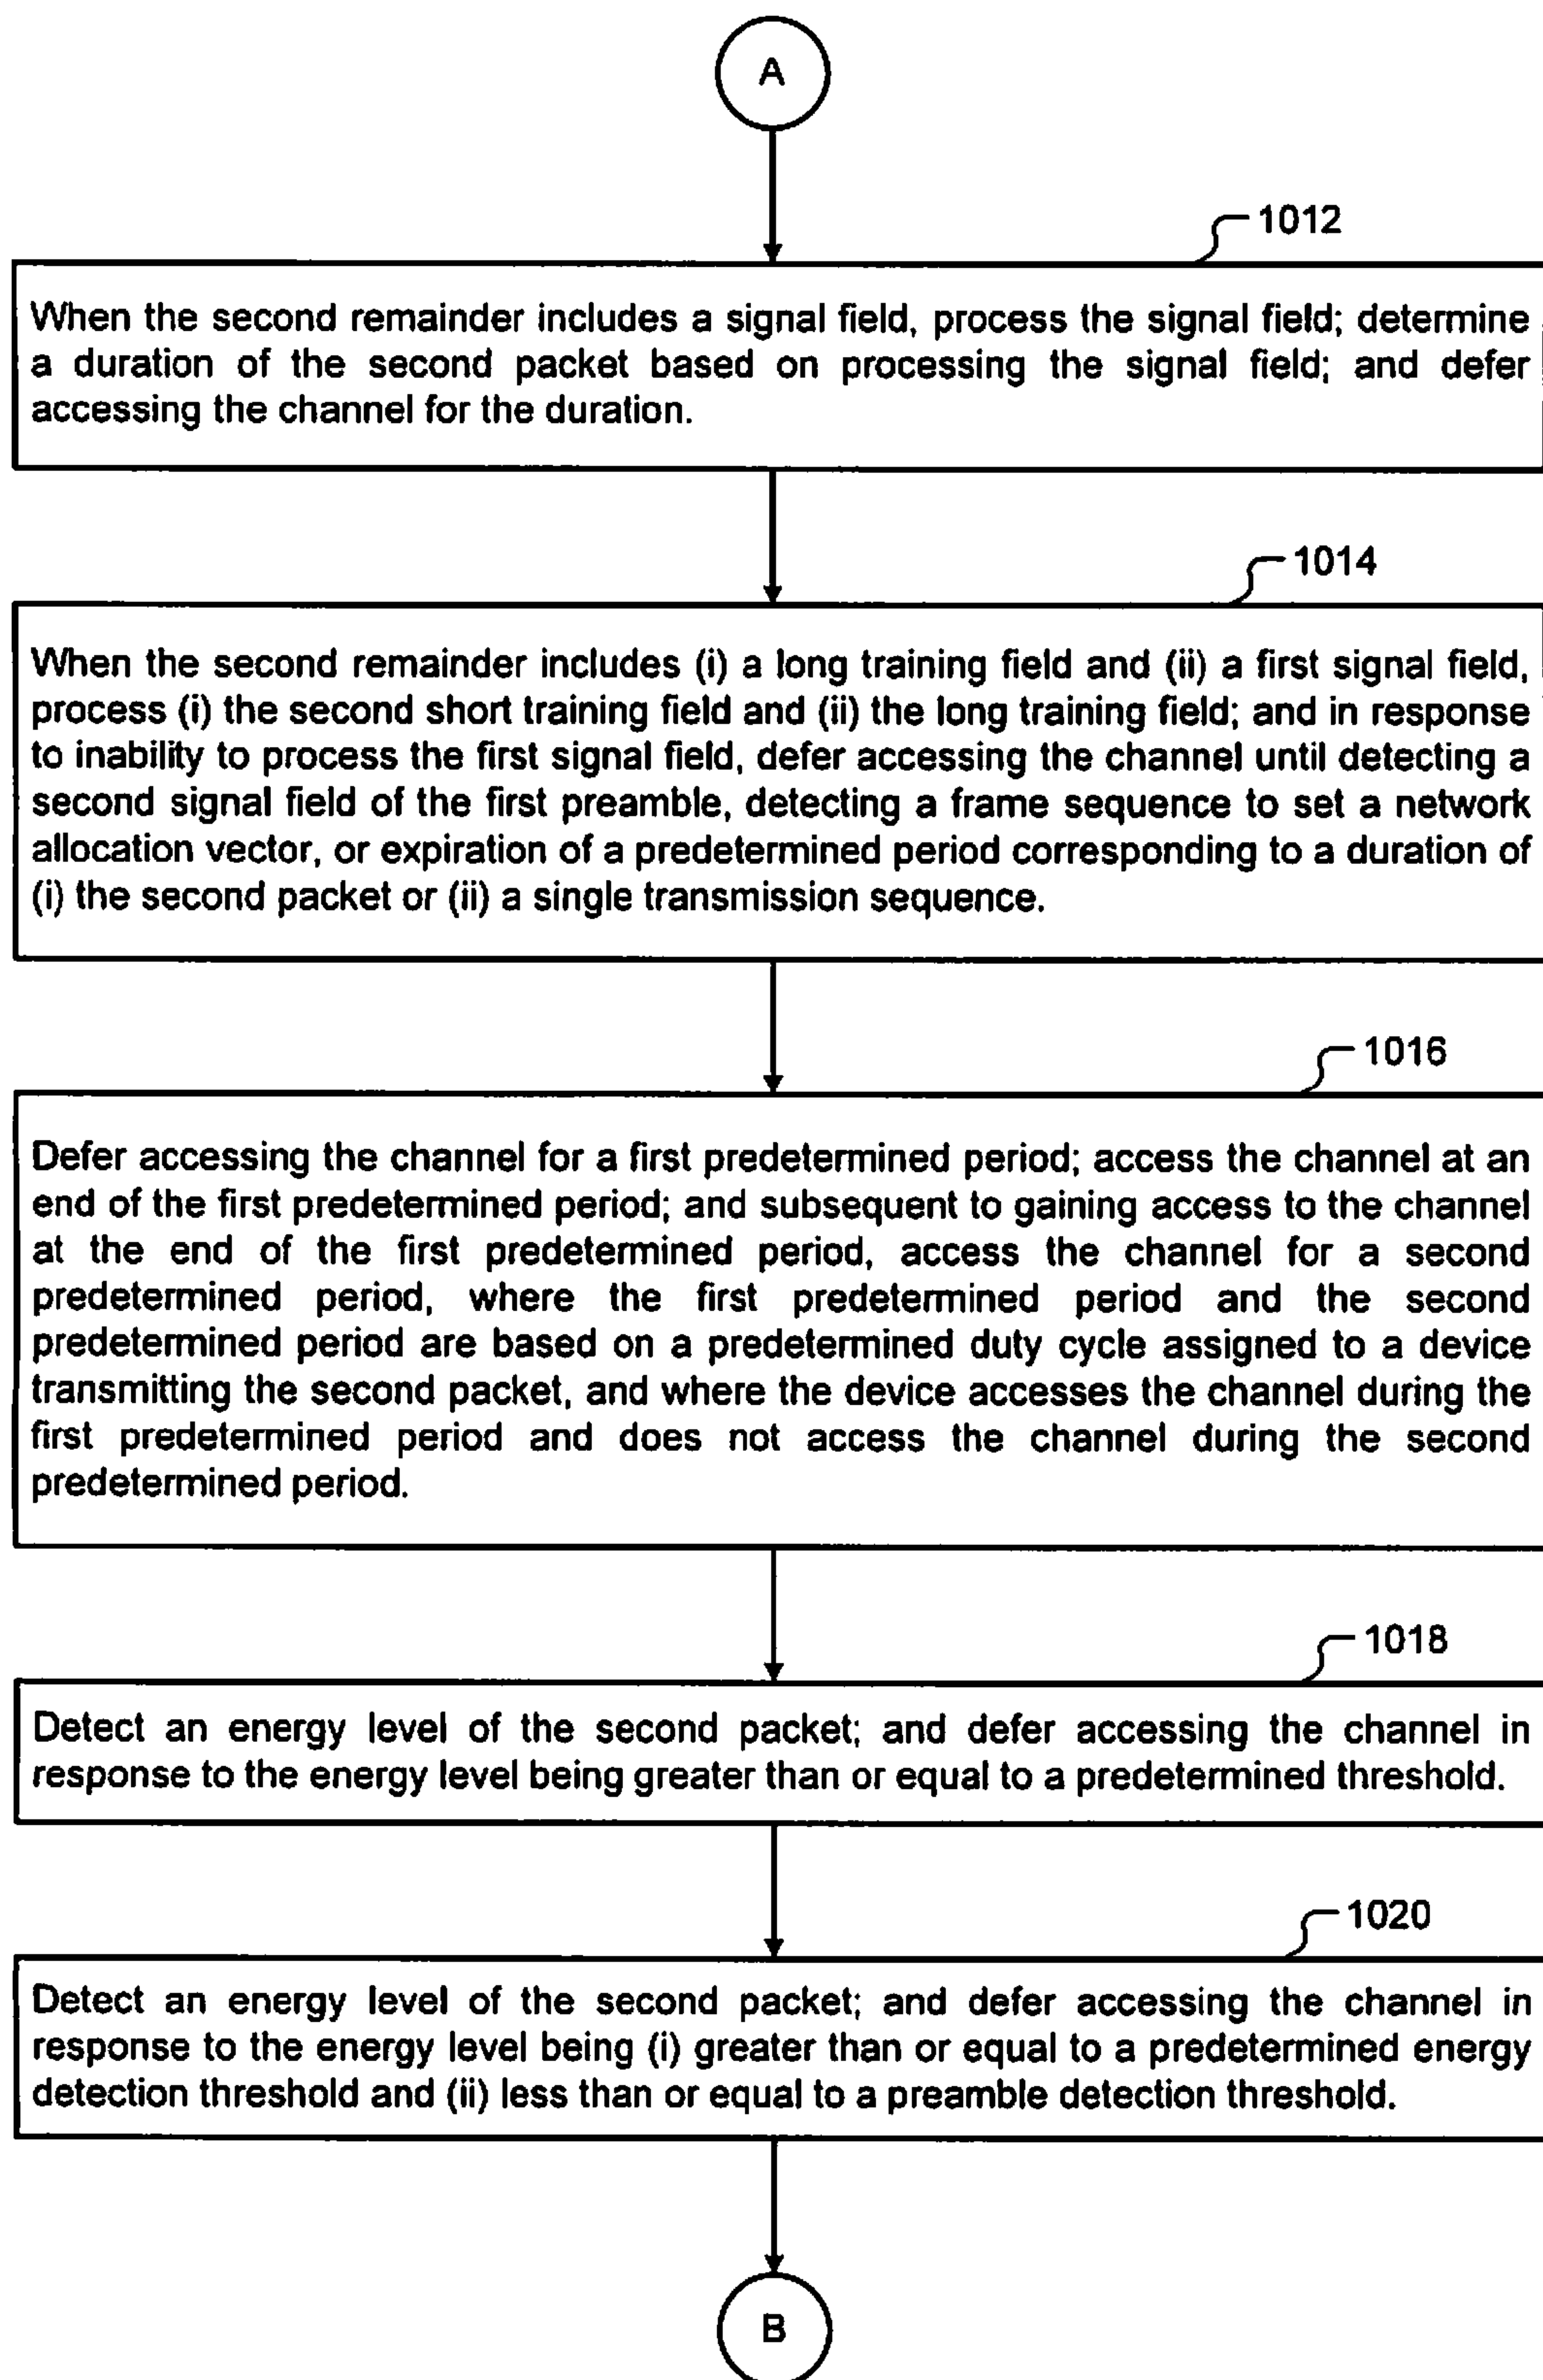 A
1012
When the second remainder includes a signal field, process the signal field; determine
a duration of the second packet based on processing the signal field; and defer
accessing the channel for the duration.
1014
When the second remainder includes (i) a long training field and (ii) a first signal field,
process (i) the second short training field and (ii) the long training field; and in response
to inability to process the first signal field, defer accessing the channel until detecting a
second signal field of the first preamble, detecting a frame sequence to set a network
allocation vector, or expiration of a predetermined period corresponding to a duration of
(i) the second packet or (ii) a single transmission sequence.
1016
Defer accessing the channel for a first predetermined period; access the channel at an
end of the first predetermined period; and subsequent to gaining access to the channel
at the end of the first predetermined period, access the channel for a second
predetermined period, where the first predetermined period and the second
predetermined period are based on a predetermined duty cycle assigned to a device
transmitting the second packet, and where the device accesses the channel during the
first predetermined period and does not access the channel during the second
predetermined period.
1018
Detect an energy level of the second packet; and defer accessing the channel in
response to the energy level being greater than or equal to a predetermined threshold.
1020
Detect an energy level of the second packet; and defer accessing the channel in
response to the energy level being (i) greater than or equal to a predetermined energy
detection threshold and (ii) less than or equal to a preamble detection threshold.
B